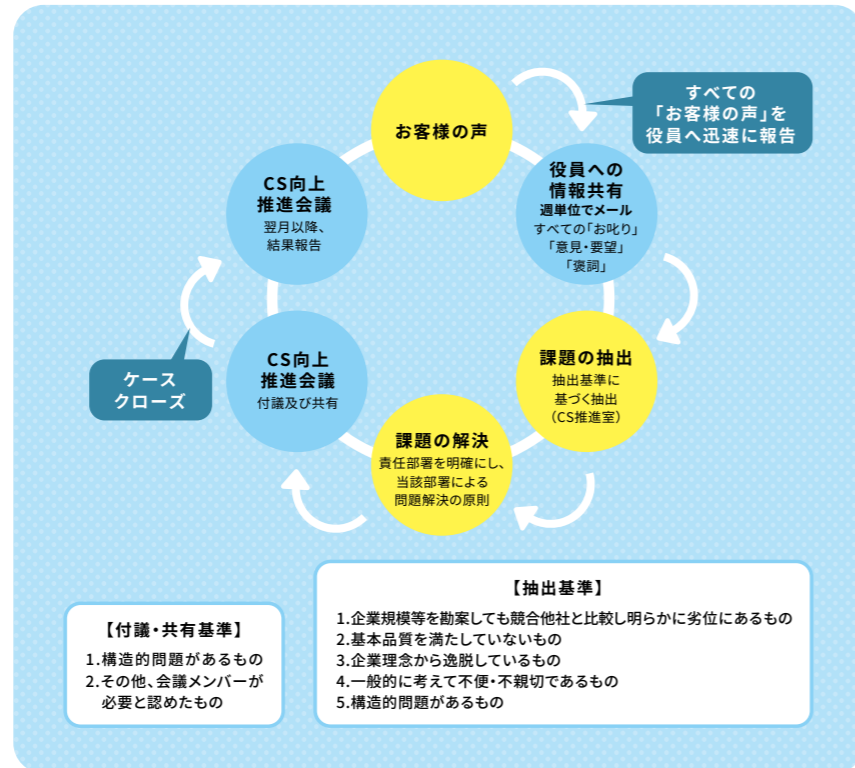 お客様の声
すべての
「お客様の声」を
役員へ迅速に報告
役員への
情報共有
週単位でメール
すべての「お叱り」
「意見・要望」
「褒詞」
課題の抽出
抽出基準に
基づく抽出
（CS推進室）
課題の解決
責任部署を明確にし、
当該部署による
問題解決の原則
CS向上
推進会議
付議及び共有
ケース
クローズ
CS向上
推進会議
翌月以降、
結果報告
【付議・共有基準】
1.構造的問題があるもの
2.その他、会議メンバーが
必要と認めたもの
【抽出基準】
1.企業規模等を勘案しても競合他社と比較し明らかに劣位にあるもの
2.基本品質を満たしていないもの
3.企業理念から逸脱しているもの
4.一般的に考えて不便・不親切であるもの
5.構造的問題があるもの